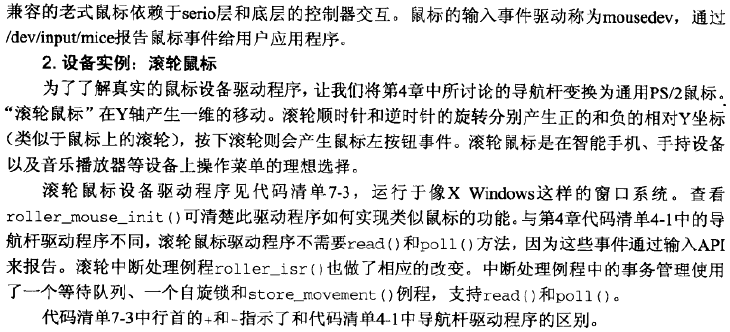 兼容的老式鼠标依赖于serio层和底层的控制器交互。鼠标的输入事件驱动称为mousedev，通过
/dev/input/mice报告鼠标事件给用户应用程序。
2. 设备实例：滚轮鼠标
为了了解真实的鼠标设备驱动程序，让我们将第4章中所讨论的导航杆变换为通用PS/2鼠标。
“滚轮鼠标”在Y轴产生一维的移动。滚轮顺时针和逆时针的旋转分别产生正的和负的相对Y坐标
(类似于鼠标上的滚轮)，按下滚轮则会产生鼠标左按钮事件。滚轮鼠标是在智能手机、手持设备
以及音乐播放器等设备上操作菜单的理想选择。
滚轮鼠标设备驱动程序见代码清单7-3，运行于像X Windows这样的窗口系统。查看
roller_mouse_init()可清楚此驱动程序如何实现类似鼠标的功能。与第4章代码清单4-1中的导
航杆驱动程序不同，滚轮鼠标驱动程序不需要read()和poll()方法，因为这些事件通过输入API
来报告。滚轮中断处理例程roller_isr()也做了相应的改变。中断处理例程中的事务管理使用
了一个等待队列、一个自旋锁和store_movement()例程，支持read()和poll()。
代码清单7-3中行首的+和-指示了和代码清单4-1中导航杆驱动程序的区别。